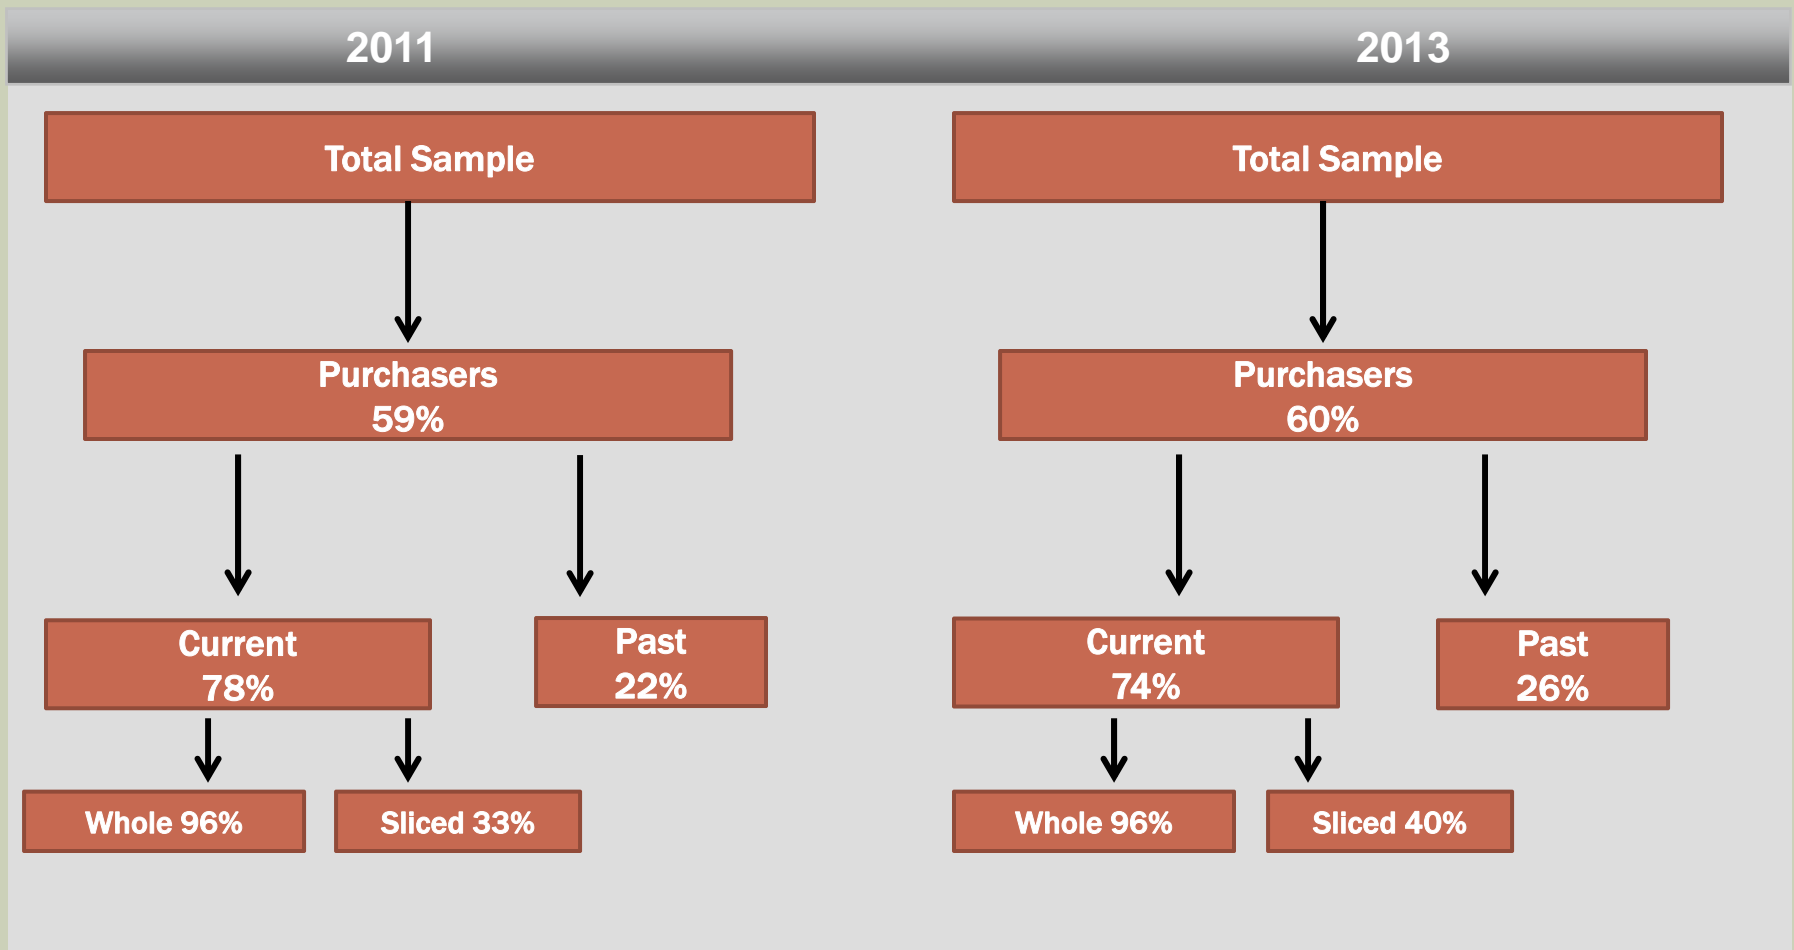 2011
2013
Total Sample
Total Sample
Purchasers
59%
Purchasers
60%
Current
78%
Past
22%
Current
74%
Past
26%
Whole 96%
Sliced 33%
Whole 96%
Sliced 40%